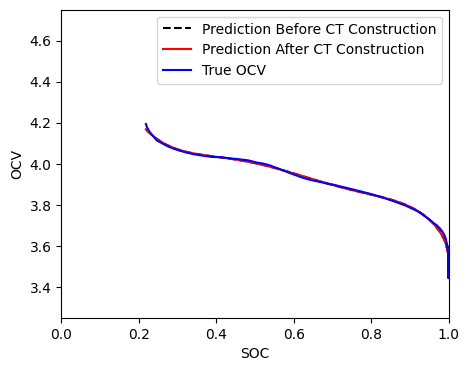 Prediction Before CT Construction
Prediction After CT Construction
True OCV
OCV
4.6
4.4
4.2
4.0
3.8
3.6
3.4
0.0 0.2 0.4 0.6 0.8 1.0
SOC